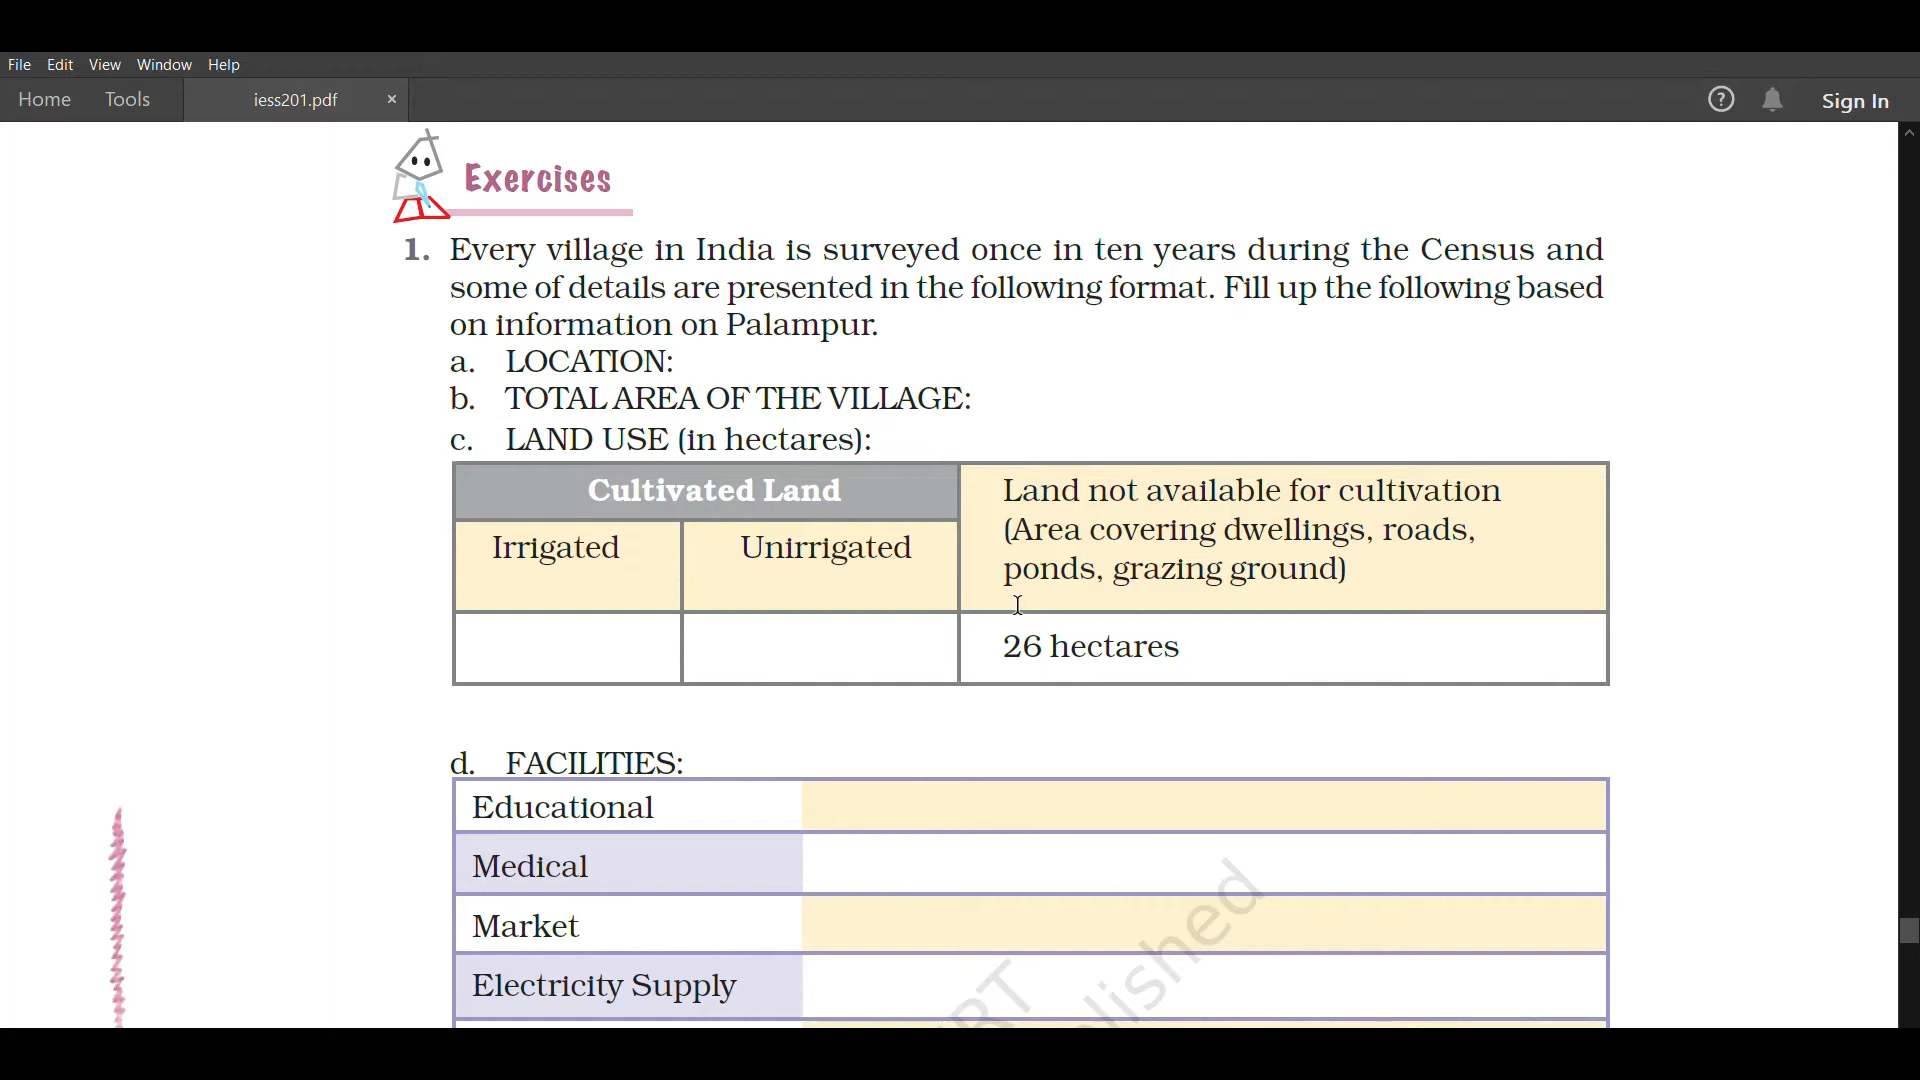 File Edit View Window Help
Home Tools iess201.pdf × ? Sign In
Exercises
1. Every village in India is surveyed once in ten years during the Census and
some of details are presented in the following format. Fill up the following based
on information on Palampur.
a. LOCATION:
b. TOTAL AREA OF THE VILLAGE:
c. LAND USE (in hectares):
Cultivated Land
Land not available for cultivation
(Area covering dwellings, roads,
ponds, grazing ground)
Irrigated Unirrigated
26 hectares
d. FACILITIES:
Educational
Medical
Market
Electricity Supply